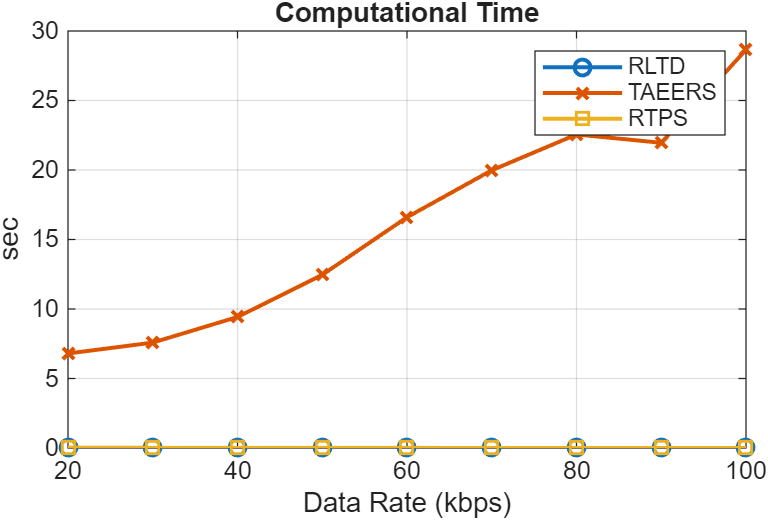 Computational Time
30
25
20
15
10
5
0
sec
RLTD
TAEERS
RTPS
20 40 60 80 100
Data Rate (kbps)